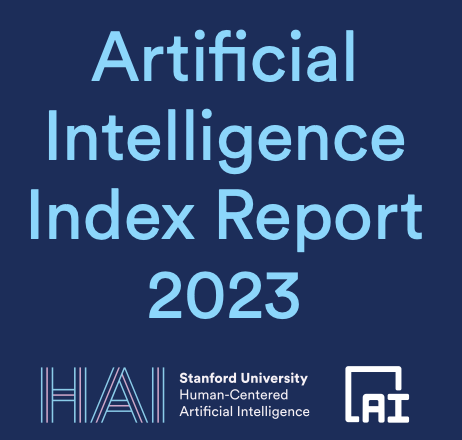 Artificial
Intelligence
Index Report
2023
HAI
Stanford University
Human-Centered
Artificial Intelligence
AI